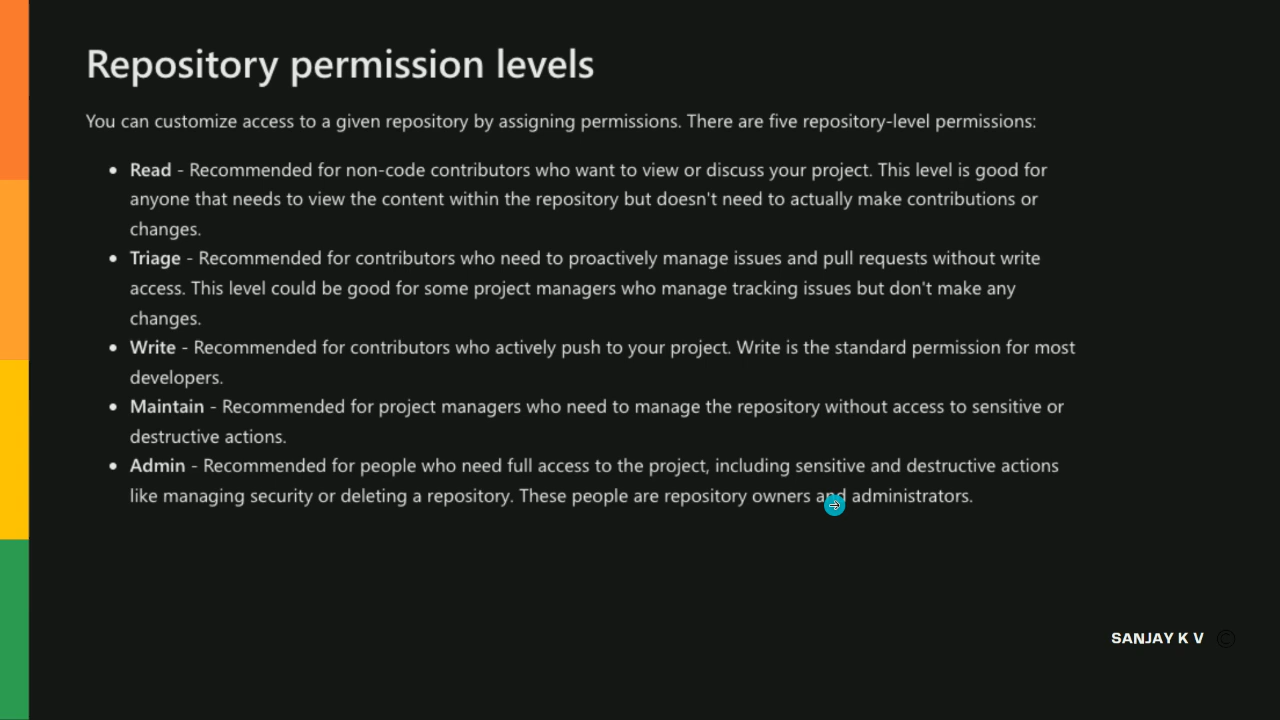 Repository permission levels
You can customize access to a given repository by assigning permissions. There are five repository-level permissions:
• Read - Recommended for non-code contributors who want to view or discuss your project. This level is good for
anyone that needs to view the content within the repository but doesn't need to actually make contributions or
changes.
• Triage - Recommended for contributors who need to proactively manage issues and pull requests without write
access. This level could be good for some project managers who manage tracking issues but don't make any
changes.
• Write - Recommended for contributors who actively push to your project. Write is the standard permission for most
developers.
• Maintain - Recommended for project managers who need to manage the repository without access to sensitive or
destructive actions.
• Admin - Recommended for people who need full access to the project, including sensitive and destructive actions
like managing security or deleting a repository. These people are repository owners and administrators.
SANJAY K V ©